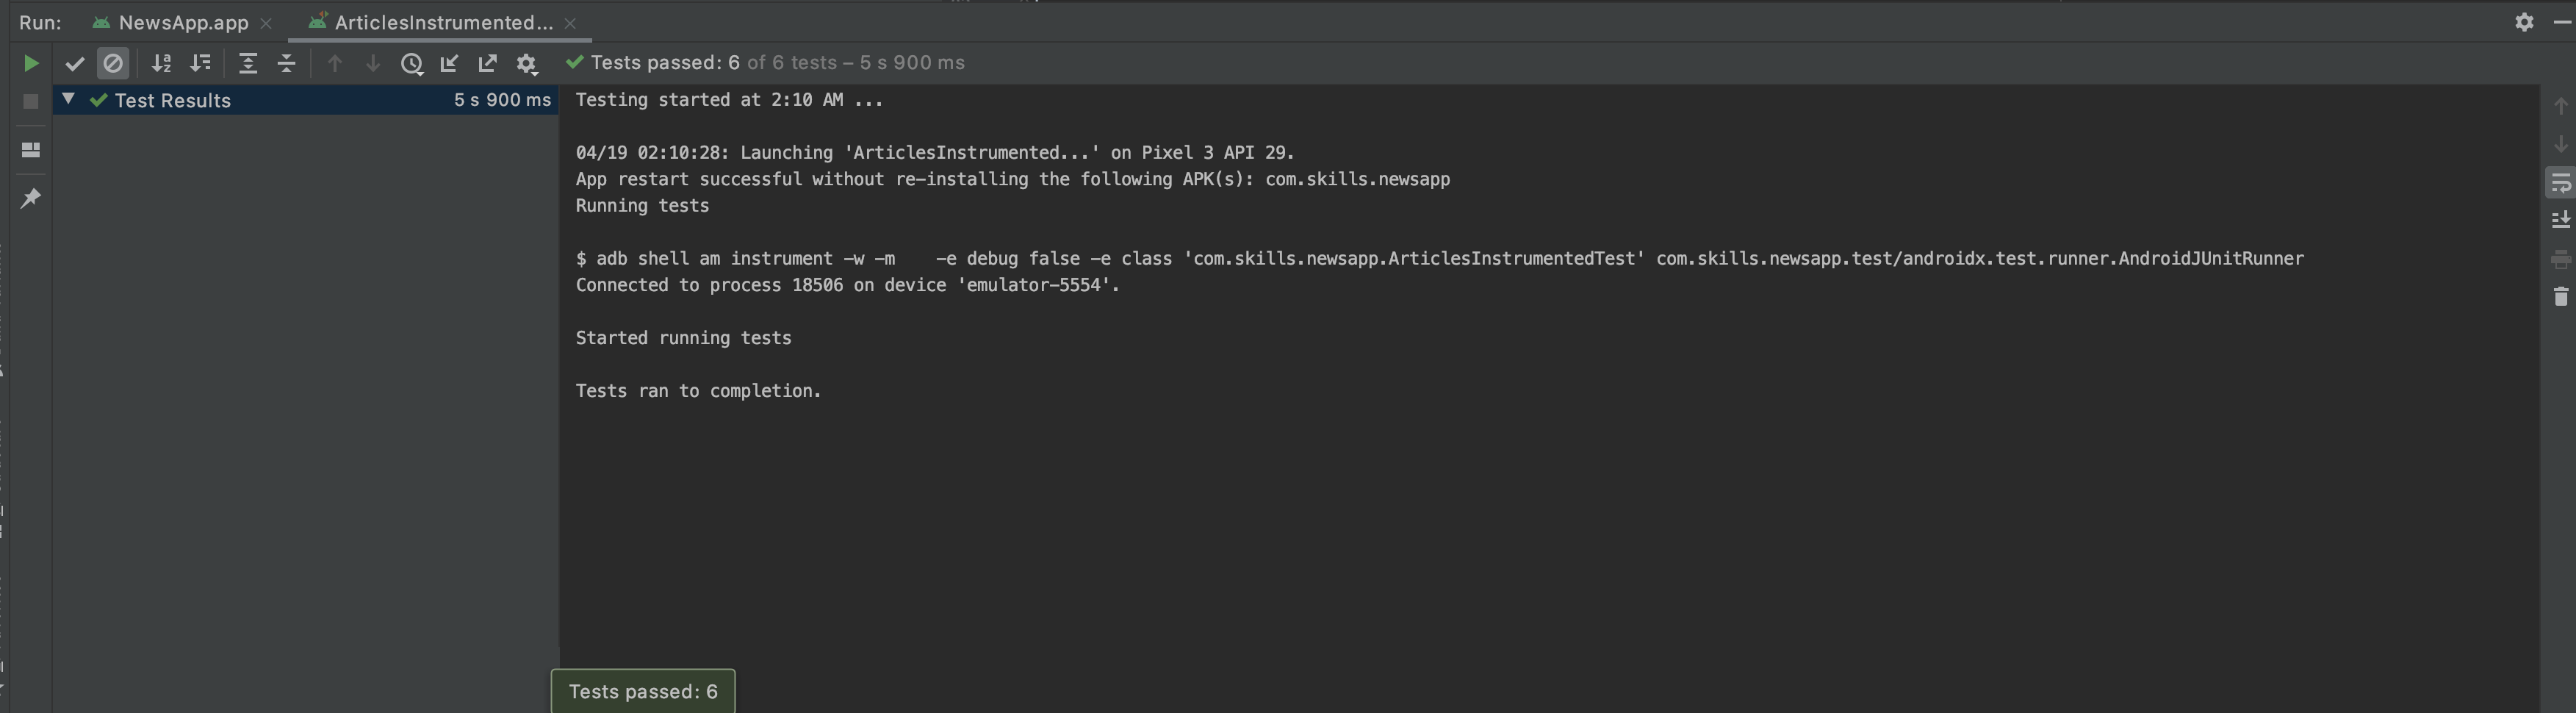 Run: NewsApp.app ArticlesInstrumented...
Tests passed: 6 of 6 tests – 5 s 900 ms
Test Results 5 s 900 ms
Testing started at 2:10 AM ...
04/19 02:10:28: Launching 'ArticlesInstrumented...' on Pixel 3 API 29.
App restart successful without re-installing the following APK(s): com.skills.newsapp
Running tests
$ adb shell am instrument -w -m    -e debug false -e class 'com.skills.newsapp.ArticlesInstrumentedTest' com.skills.newsapp.test/androidx.test.runner.AndroidJUnitRunner
Connected to process 18506 on device 'emulator-5554'.
Started running tests
Tests ran to completion.
Tests passed: 6